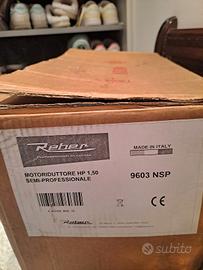 Reber
MADE IN ITALY
MOTORIDUTTORE HP 1,50
SEMI-PROFESSIONALE
9603 NSP
CE
subito